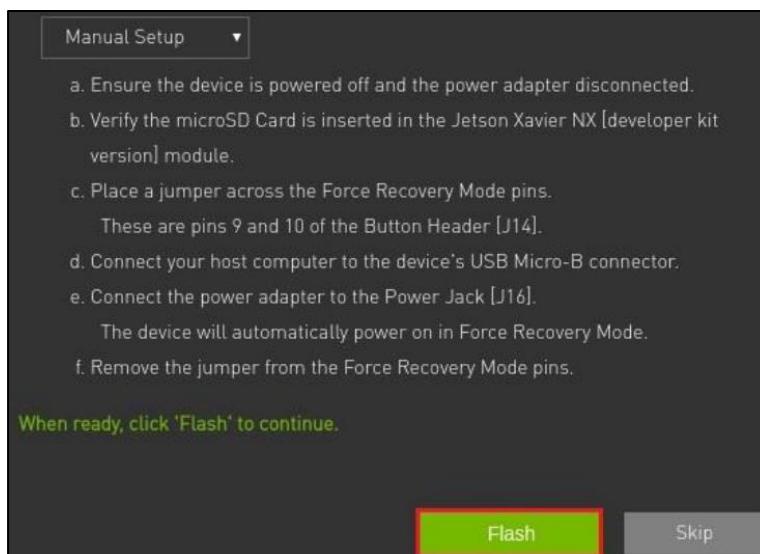 Manual Setup
a. Ensure the device is powered off and the power adapter disconnected.
b. Verify the microSD Card is inserted in the Jetson Xavier NX [developer kit
version] module.
c. Place a jumper across the Force Recovery Mode pins.
These are pins 9 and 10 of the Button Header [J14].
d. Connect your host computer to the device's USB Micro-B connector.
e. Connect the power adapter to the Power Jack [J16].
The device will automatically power on in Force Recovery Mode.
f. Remove the jumper from the Force Recovery Mode pins.
When ready, click 'Flash' to continue.
Flash
Skip